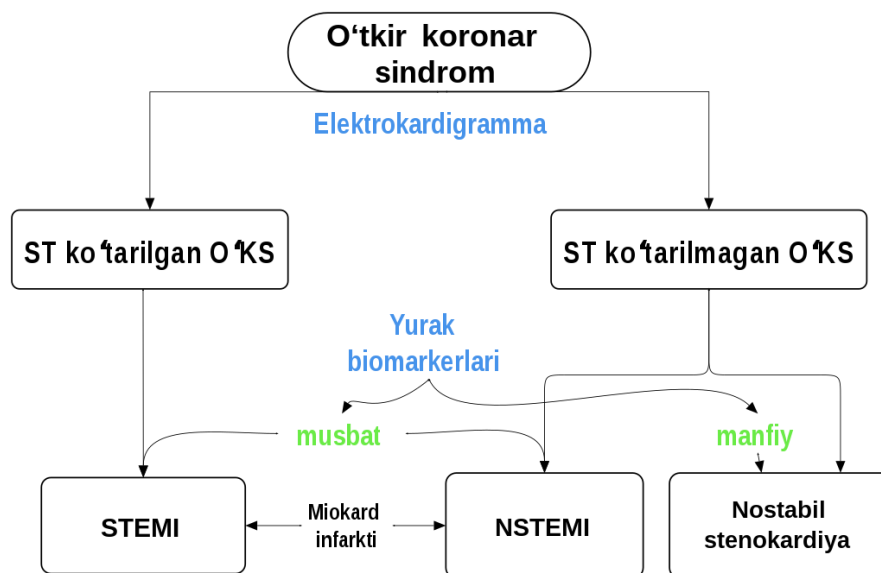 O‘tkir koronar
sindrom
Elektrokardigramma
ST ko‘tarilgan O‘KS
ST ko‘tarilmagan O‘KS
Yurak
biomarkerlari
musbat
manfiy
STEMI
Miokard
infarkti
NSTEMI
Nostabil
stenokardiya